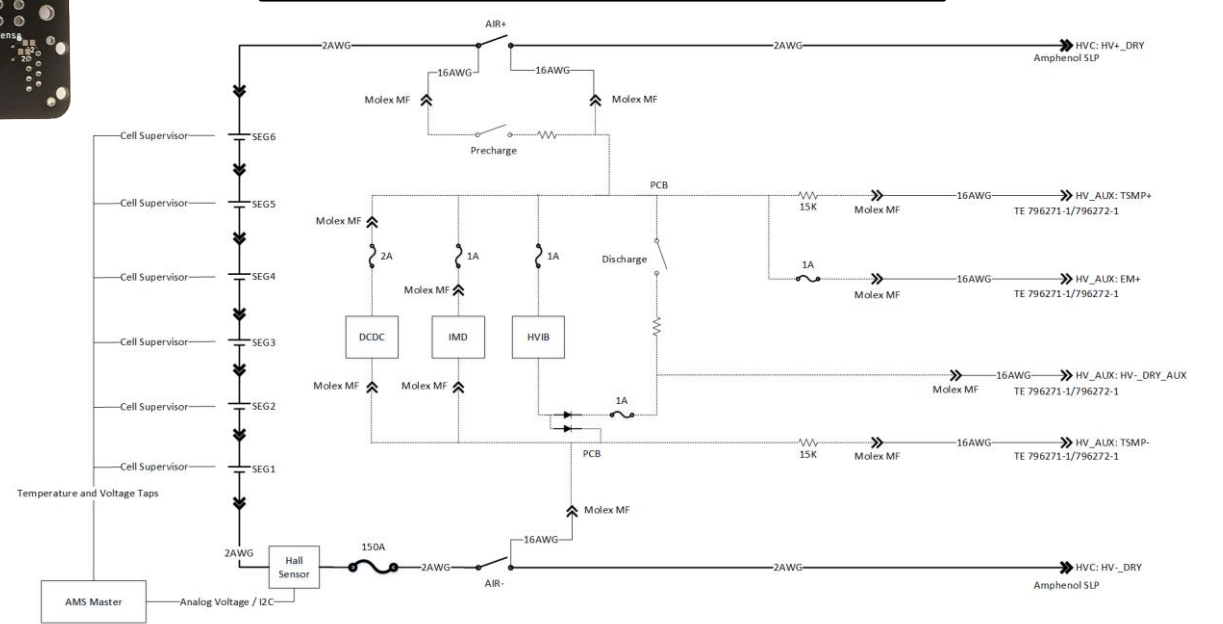 ense
2
2
AIR+
2AWG
2AWG
HVC: HV+_DRY
Amphenol SLP
16AWG
16AWG
Molex MF
Molex MF
Precharge
Cell Supervisor
SEG6
PCB
Cell Supervisor
SEG5
15K
Molex MF
16AWG
HV_AUX: TSMP+
TE 796271-1/796272-1
Molex MF
2A
1A
1A
Discharge
1A
Cell Supervisor
SEG4
Molex MF
Molex MF
16AWG
HV_AUX: EM+
TE 796271-1/796272-1
DCDC
IMD
HVIB
Cell Supervisor
SEG3
Molex MF
Molex MF
Molex MF
16AWG
HV_AUX: HV-_DRY_AUX
TE 796271-1/796272-1
Cell Supervisor
SEG2
1A
PCB
15K
Molex MF
16AWG
HV_AUX: TSMP-
TE 796271-1/796272-1
Cell Supervisor
SEG1
Temperature and Voltage Taps
Molex MF
2AWG
Hall
Sensor
150A
2AWG
16AWG
AIR-
2AWG
HVC: HV-_DRY
Amphenol SLP
AMS Master
Analog Voltage / I2C